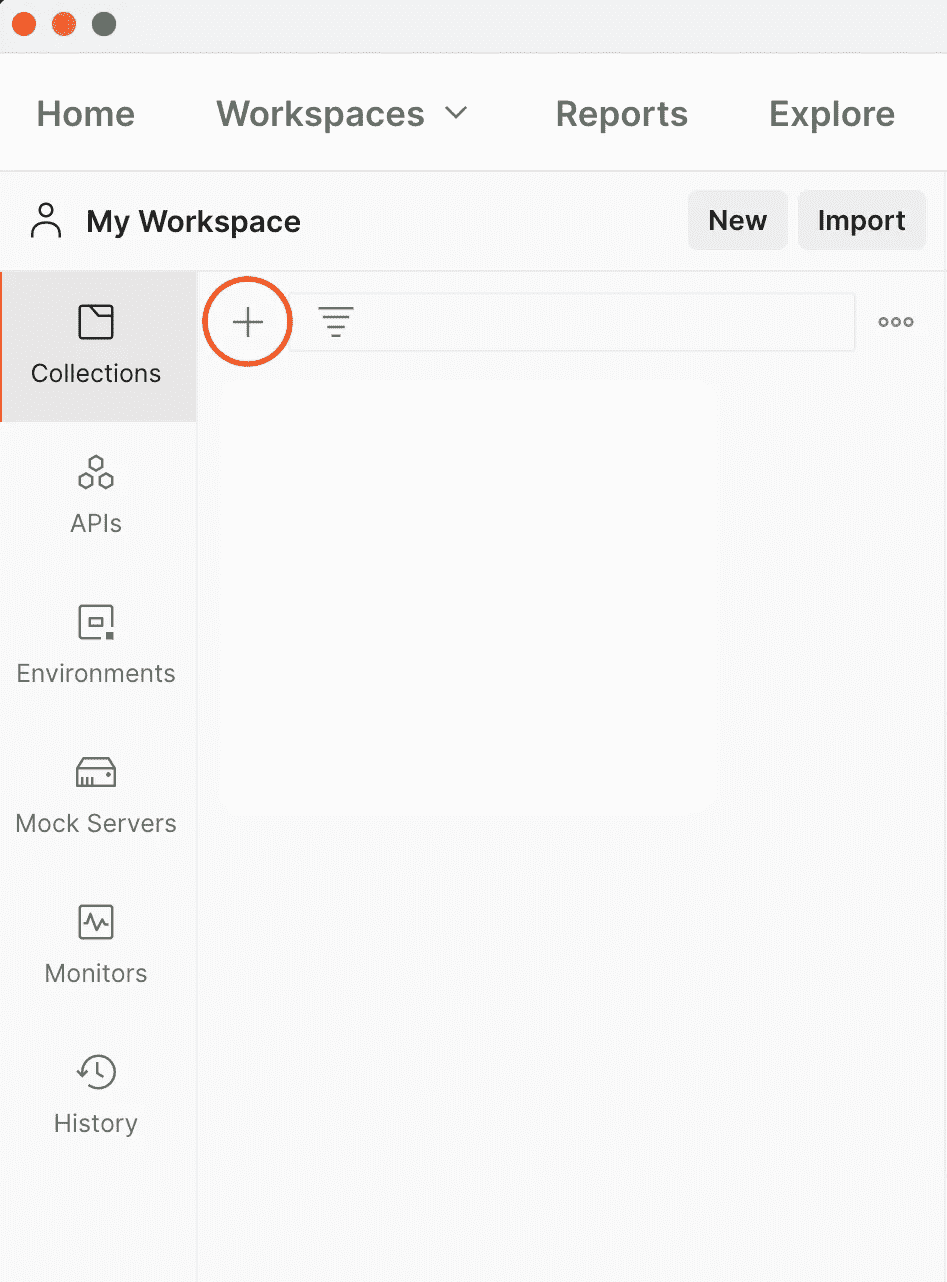 Home Workspaces Reports Explore
My Workspace New Import
Collections
APIs
Environments
Mock Servers
Monitors
History